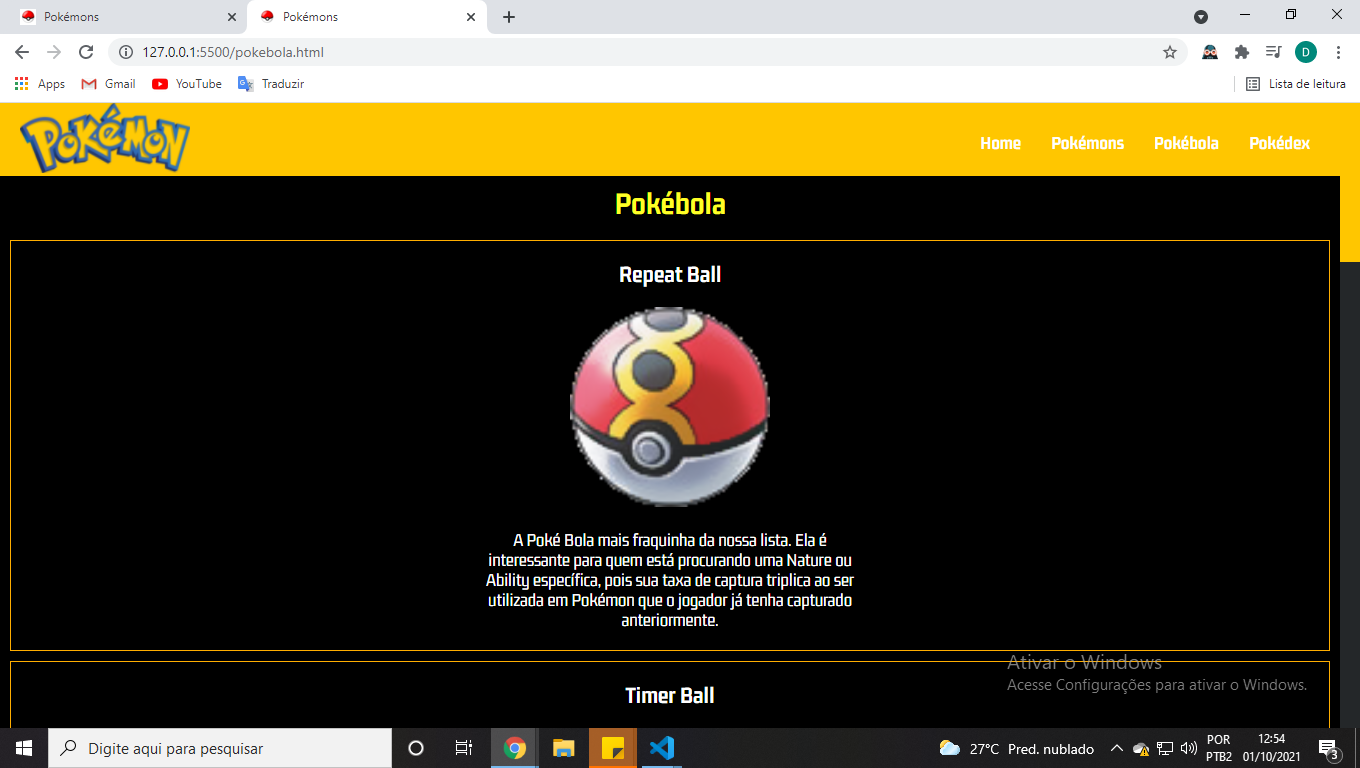 Pokémons
Pokémons
127.0.0.1:5500/pokebola.html
D
Apps
Gmail
YouTube
Traduzir
Lista de leitura
POKéMON
Home
Pokémons
Pokébola
Pokédex
Pokébola
Repeat Ball
A Poké Bola mais fraquinha da nossa lista. Ela é
interessante para quem está procurando uma Nature ou
Ability específica, pois sua taxa de captura triplica ao ser
utilizada em Pokémon que o jogador já tenha capturado
anteriormente.
Timer Ball
Ativar o Windows
Acesse Configurações para ativar o Windows.
Digite aqui para pesquisar
27°C Pred. nublado
POR
PTB2
12:54
01/10/2021
3